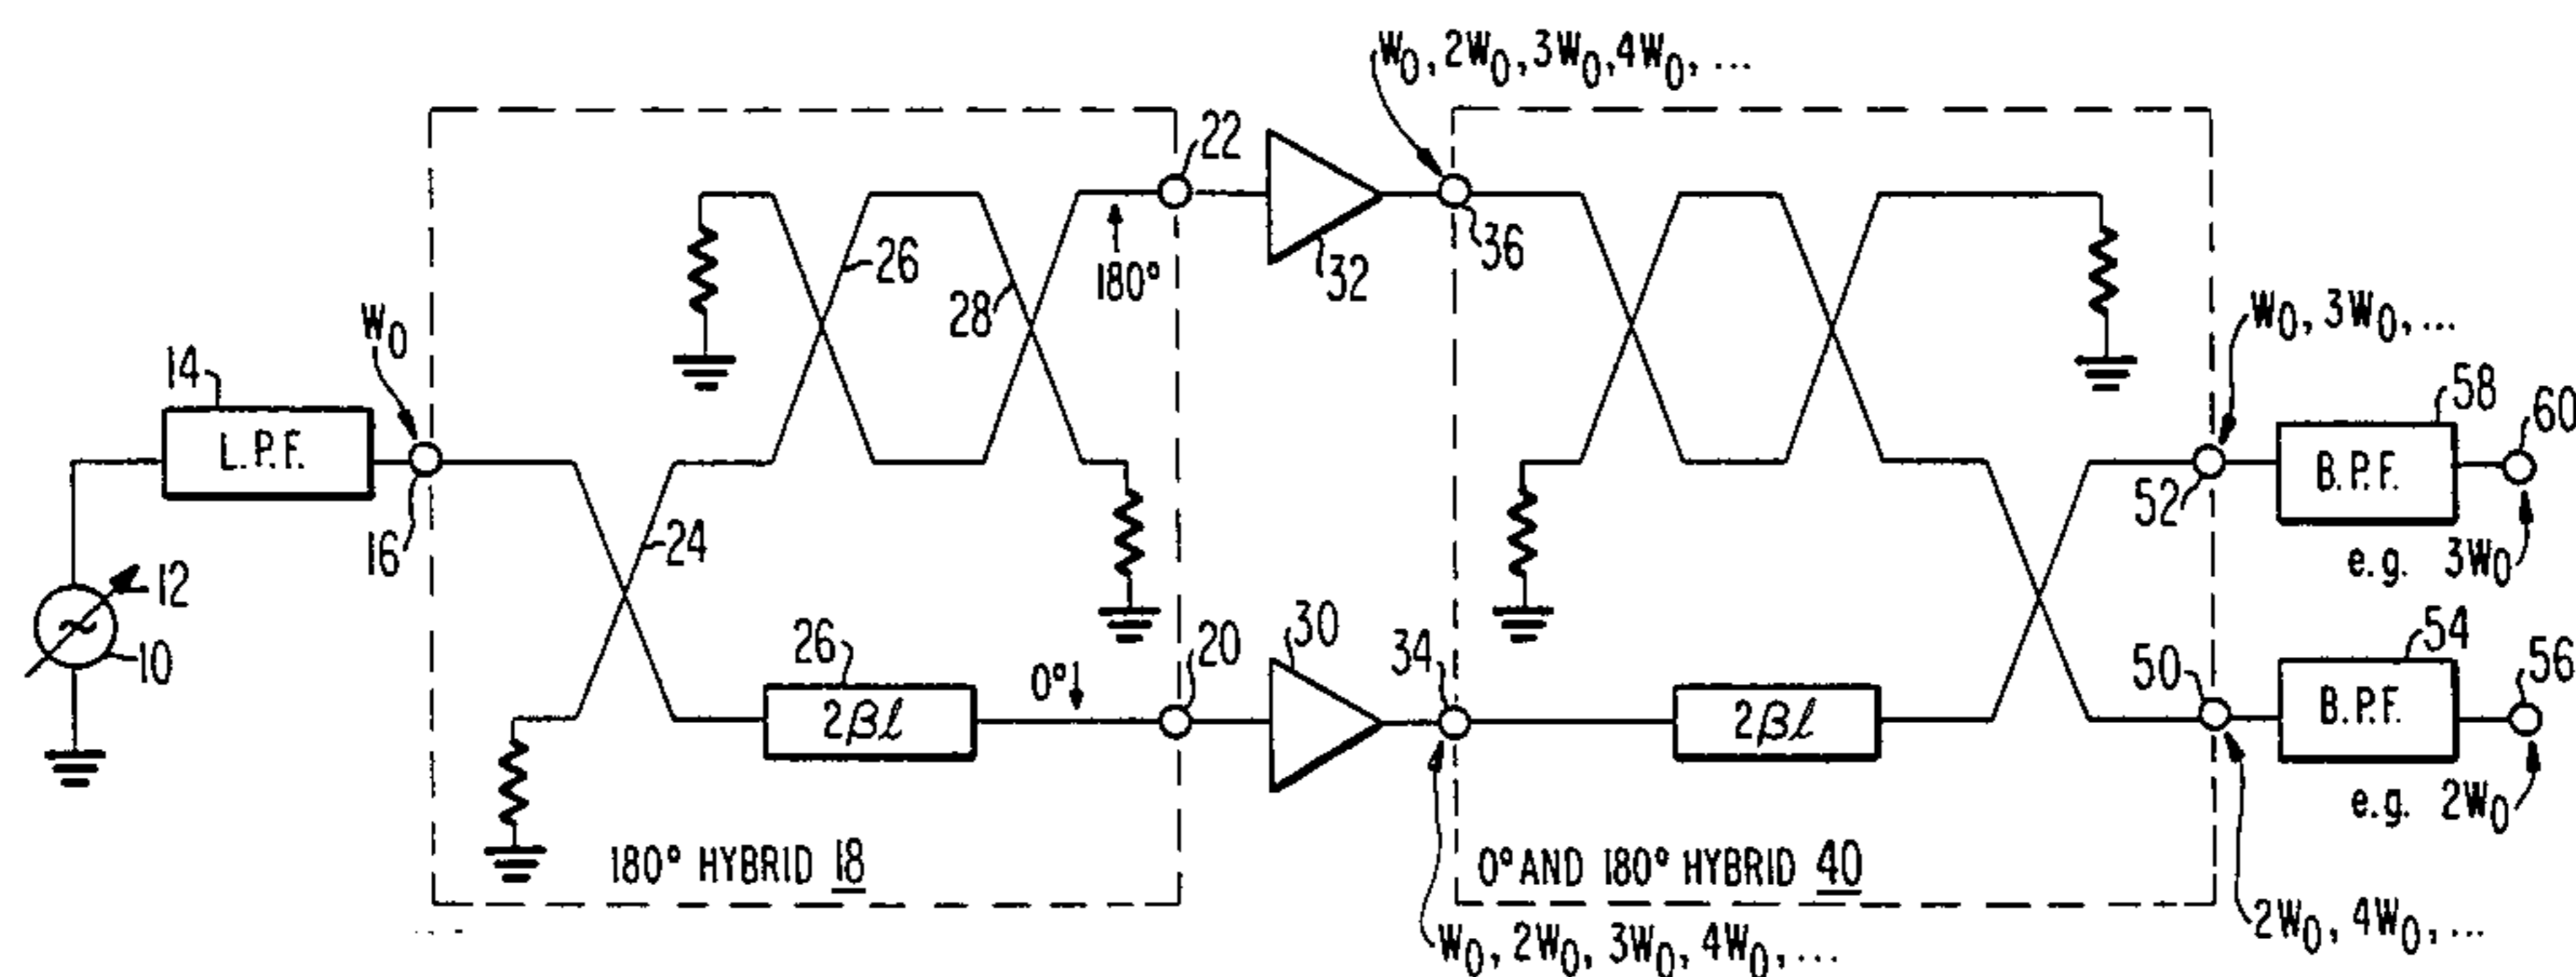 W0, 2W0, 3W0, 4W0, ...
22
26
36
32
180°
28
W0
W0, 3W0, ...
14
L.P.F.
58
60
B.P.F.
52
16
24
e.g. 3W0
12
10
26
2βℓ
0°
20
30
34
2βℓ
50
54
56
B.P.F.
e.g. 2W0
180° HYBRID 18
0° AND 180° HYBRID 40
2W0, 4W0, ...
W0, 2W0, 3W0, 4W0, ...